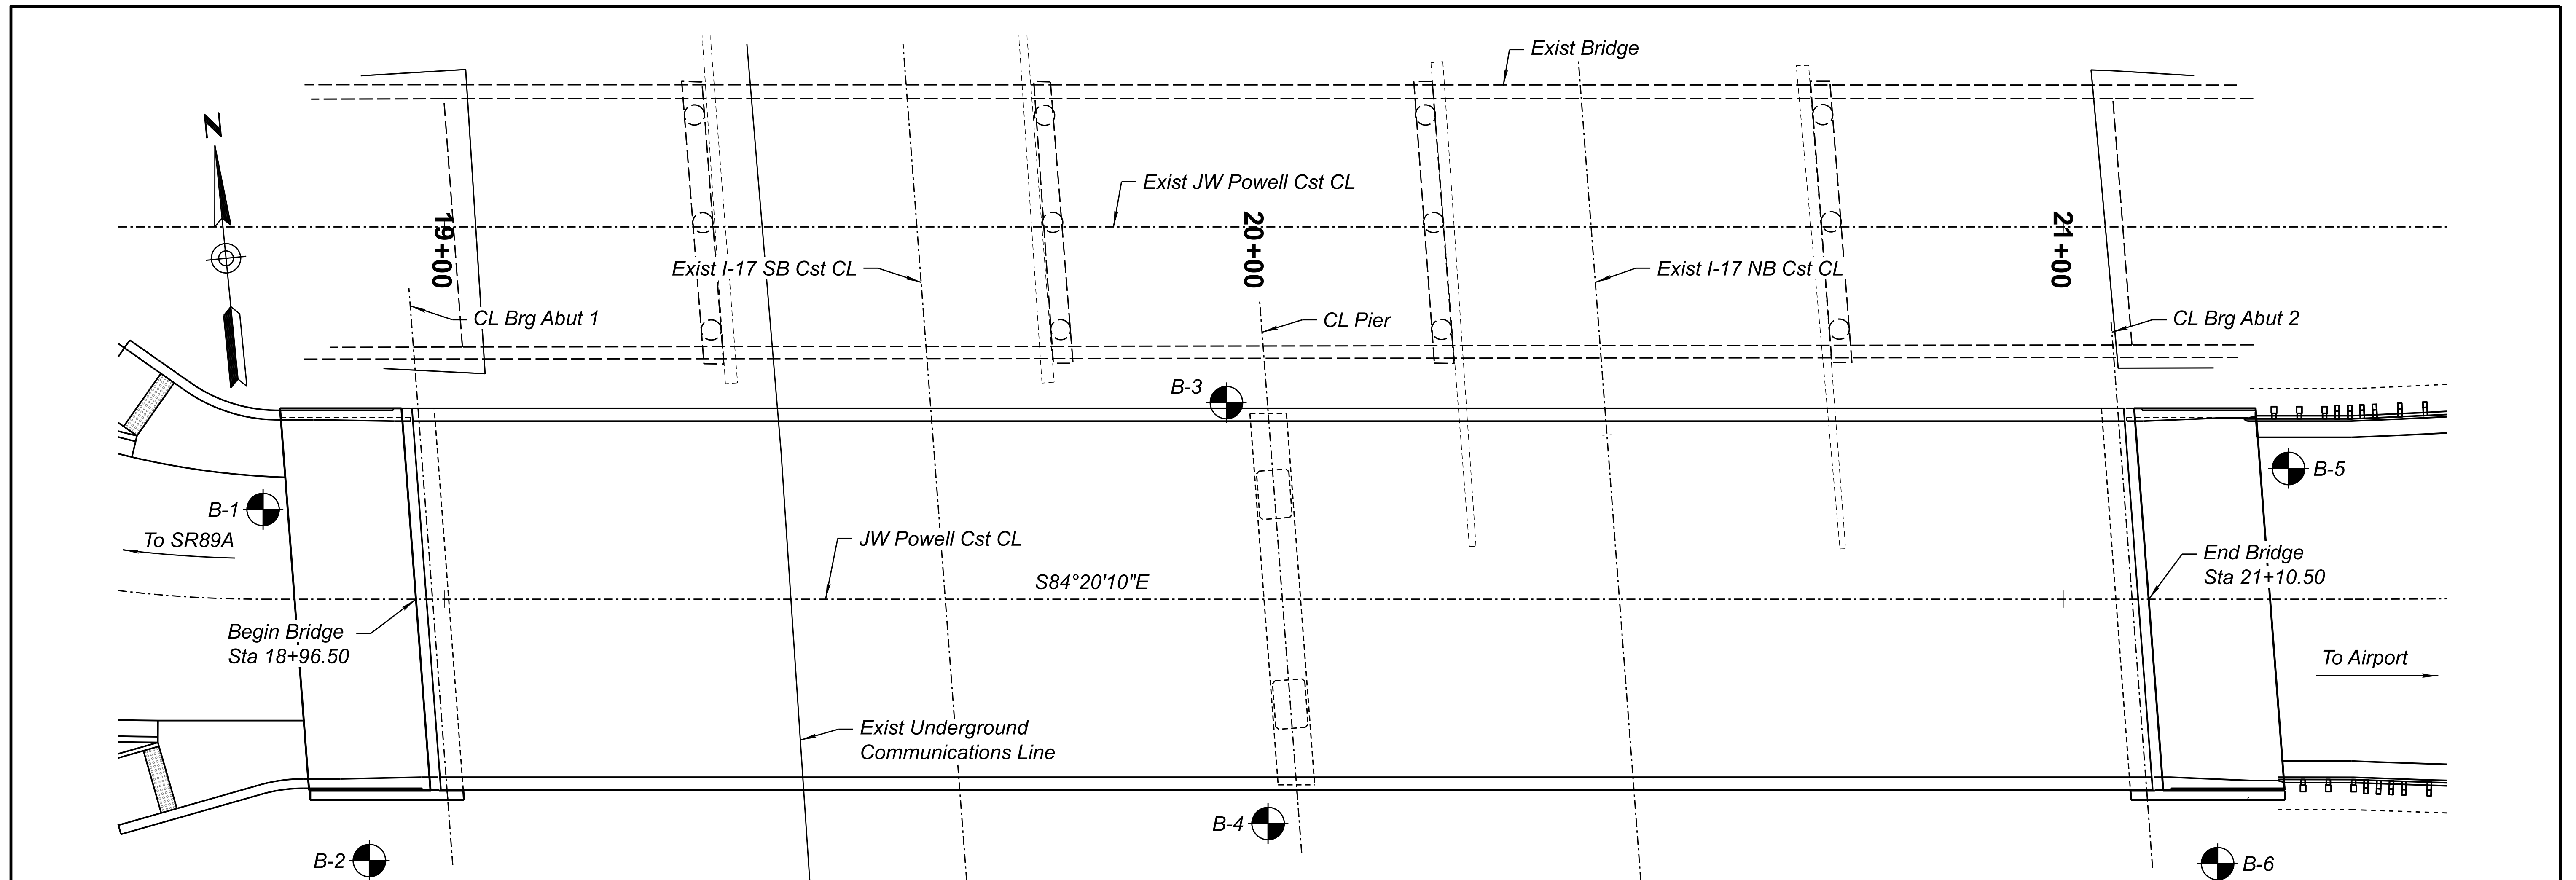 Exist Bridge
N
Exist JW Powell Cst CL
19+00
20+00
21+00
Exist I-17 SB Cst CL
Exist I-17 NB Cst CL
CL Brg Abut 1
CL Pier
CL Brg Abut 2
B-3
B-5
B-1
To SR89A
JW Powell Cst CL
S84°20'10"E
End Bridge
Sta 21+10.50
Begin Bridge
Sta 18+96.50
To Airport
Exist Underground
Communications Line
B-4
B-2
B-6